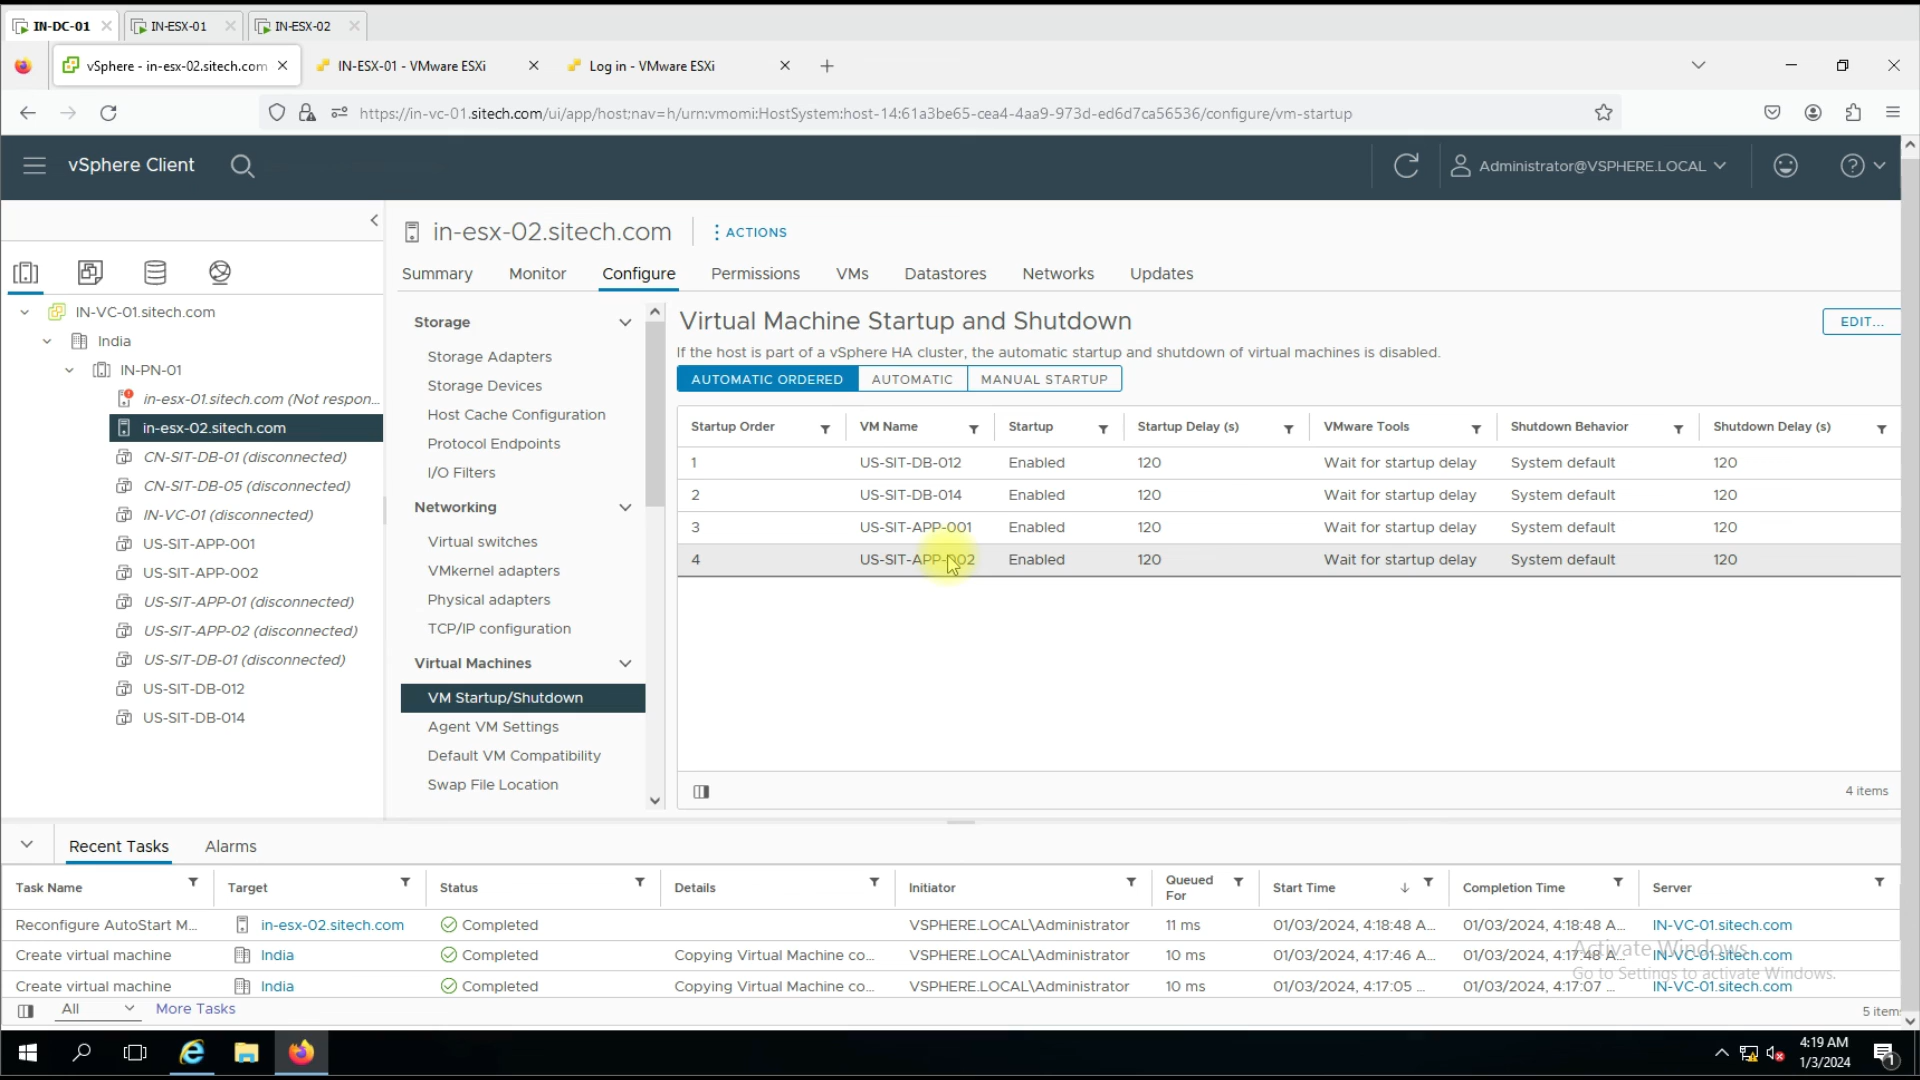 IN-DC-01
IN-ESX-01
IN-ESX-02
vSphere - in-esx-02.sitech.com
IN-ESX-01 - VMware ESXi
Log in - VMware ESXi
https://in-vc-01.sitech.com/ui/app/host;nav=h/urn:vmomi:HostSystem:host-14:61a3be65-cea4-4aa9-973d-ed6d7ca56536/configure/vm-startup
vSphere Client
Administrator@VSPHERE.LOCAL
in-esx-02.sitech.com
ACTIONS
Summary Monitor Configure Permissions VMs Datastores Networks Updates
IN-VC-01.sitech.com
India
IN-PN-01
in-esx-01.sitech.com (Not respon...
in-esx-02.sitech.com
CN-SIT-DB-01 (disconnected)
CN-SIT-DB-05 (disconnected)
IN-VC-01 (disconnected)
US-SIT-APP-001
US-SIT-APP-002
US-SIT-APP-01 (disconnected)
US-SIT-APP-02 (disconnected)
US-SIT-DB-01 (disconnected)
US-SIT-DB-012
US-SIT-DB-014
Storage
Storage Adapters
Storage Devices
Host Cache Configuration
Protocol Endpoints
I/O Filters
Networking
Virtual switches
VMkernel adapters
Physical adapters
TCP/IP configuration
Virtual Machines
VM Startup/Shutdown
Agent VM Settings
Default VM Compatibility
Swap File Location
Virtual Machine Startup and Shutdown
EDIT...
If the host is part of a vSphere HA cluster, the automatic startup and shutdown of virtual machines is disabled.
AUTOMATIC ORDERED AUTOMATIC MANUAL STARTUP
Startup Order VM Name Startup Startup Delay (s) VMware Tools Shutdown Behavior Shutdown Delay (s)
1 US-SIT-DB-012 Enabled 120 Wait for startup delay System default 120
2 US-SIT-DB-014 Enabled 120 Wait for startup delay System default 120
3 US-SIT-APP-001 Enabled 120 Wait for startup delay System default 120
4 US-SIT-APP-002 Enabled 120 Wait for startup delay System default 120
4 items
Recent Tasks Alarms
Task Name Target Status Details Initiator Queued For Start Time Completion Time Server
Reconfigure AutoStart M... in-esx-02.sitech.com Completed VSPHERE.LOCAL\Administrator 11 ms 01/03/2024, 4:18:48 A... 01/03/2024, 4:18:48 A... IN-VC-01.sitech.com
Create virtual machine India Completed Copying Virtual Machine co... VSPHERE.LOCAL\Administrator 10 ms 01/03/2024, 4:17:46 A... 01/03/2024, 4:17:48 A... IN-VC-01.sitech.com
Create virtual machine India Completed Copying Virtual Machine co... VSPHERE.LOCAL\Administrator 10 ms 01/03/2024, 4:17:05 ... 01/03/2024, 4:17:07 ... IN-VC-01.sitech.com
Activate Windows
Go to Settings to activate Windows.
All More Tasks
5 items
4:19 AM
1/3/2024
1